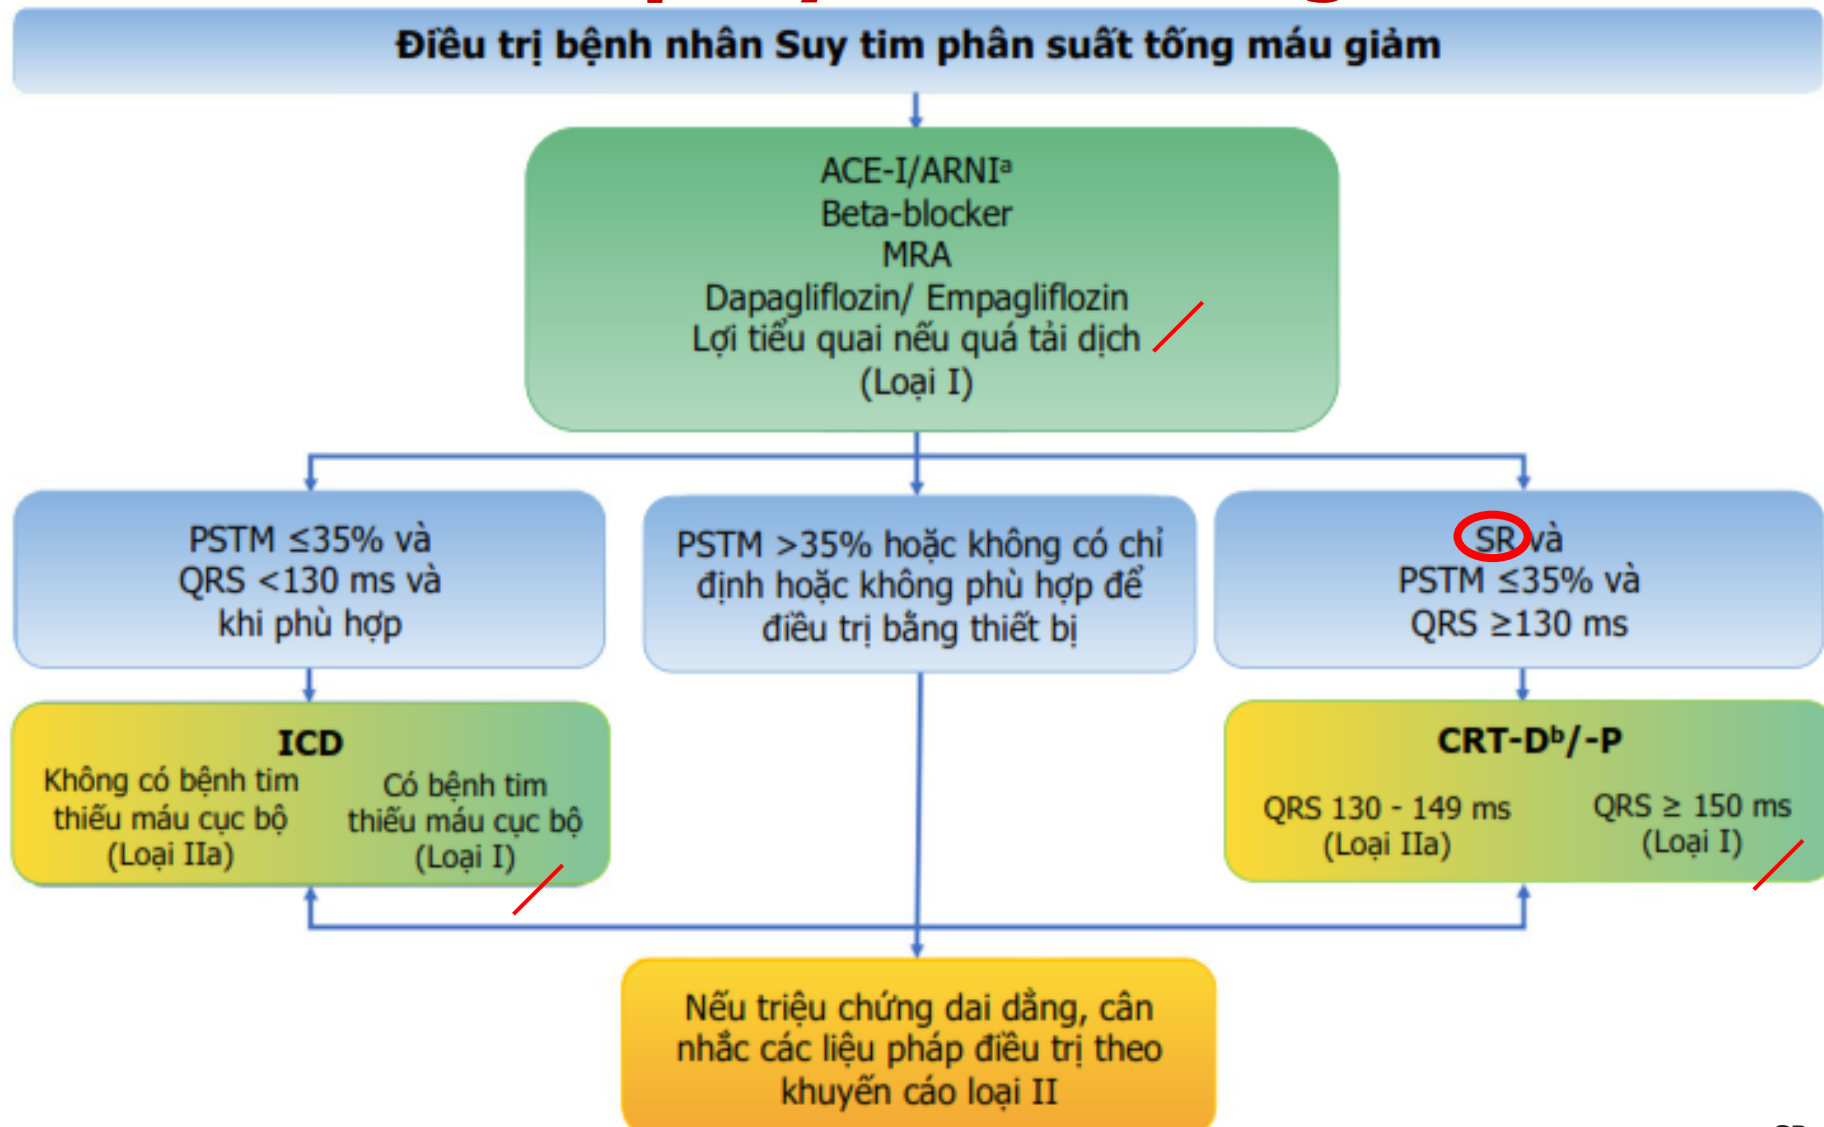 Điều trị bệnh nhân Suy tim phân suất tống máu giảm
ACE-I/ARNIᵃ
Beta-blocker
MRA
Dapagliflozin/ Empagliflozin
Lợi tiểu quai nếu quá tải dịch
(Loại I)
PSTM ≤35% và
QRS <130 ms và
khi phù hợp
PSTM >35% hoặc không có chỉ
định hoặc không phù hợp để
điều trị bằng thiết bị
SR và
PSTM ≤35% và
QRS ≥130 ms
ICD
Không có bệnh tim
thiếu máu cục bộ
(Loại IIa)
Có bệnh tim
thiếu máu cục bộ
(Loại I)
CRT-Dᵇ/-P
QRS 130 - 149 ms
(Loại IIa)
QRS ≥ 150 ms
(Loại I)
Nếu triệu chứng dai dẳng, cân
nhắc các liệu pháp điều trị theo
khuyến cáo loại II